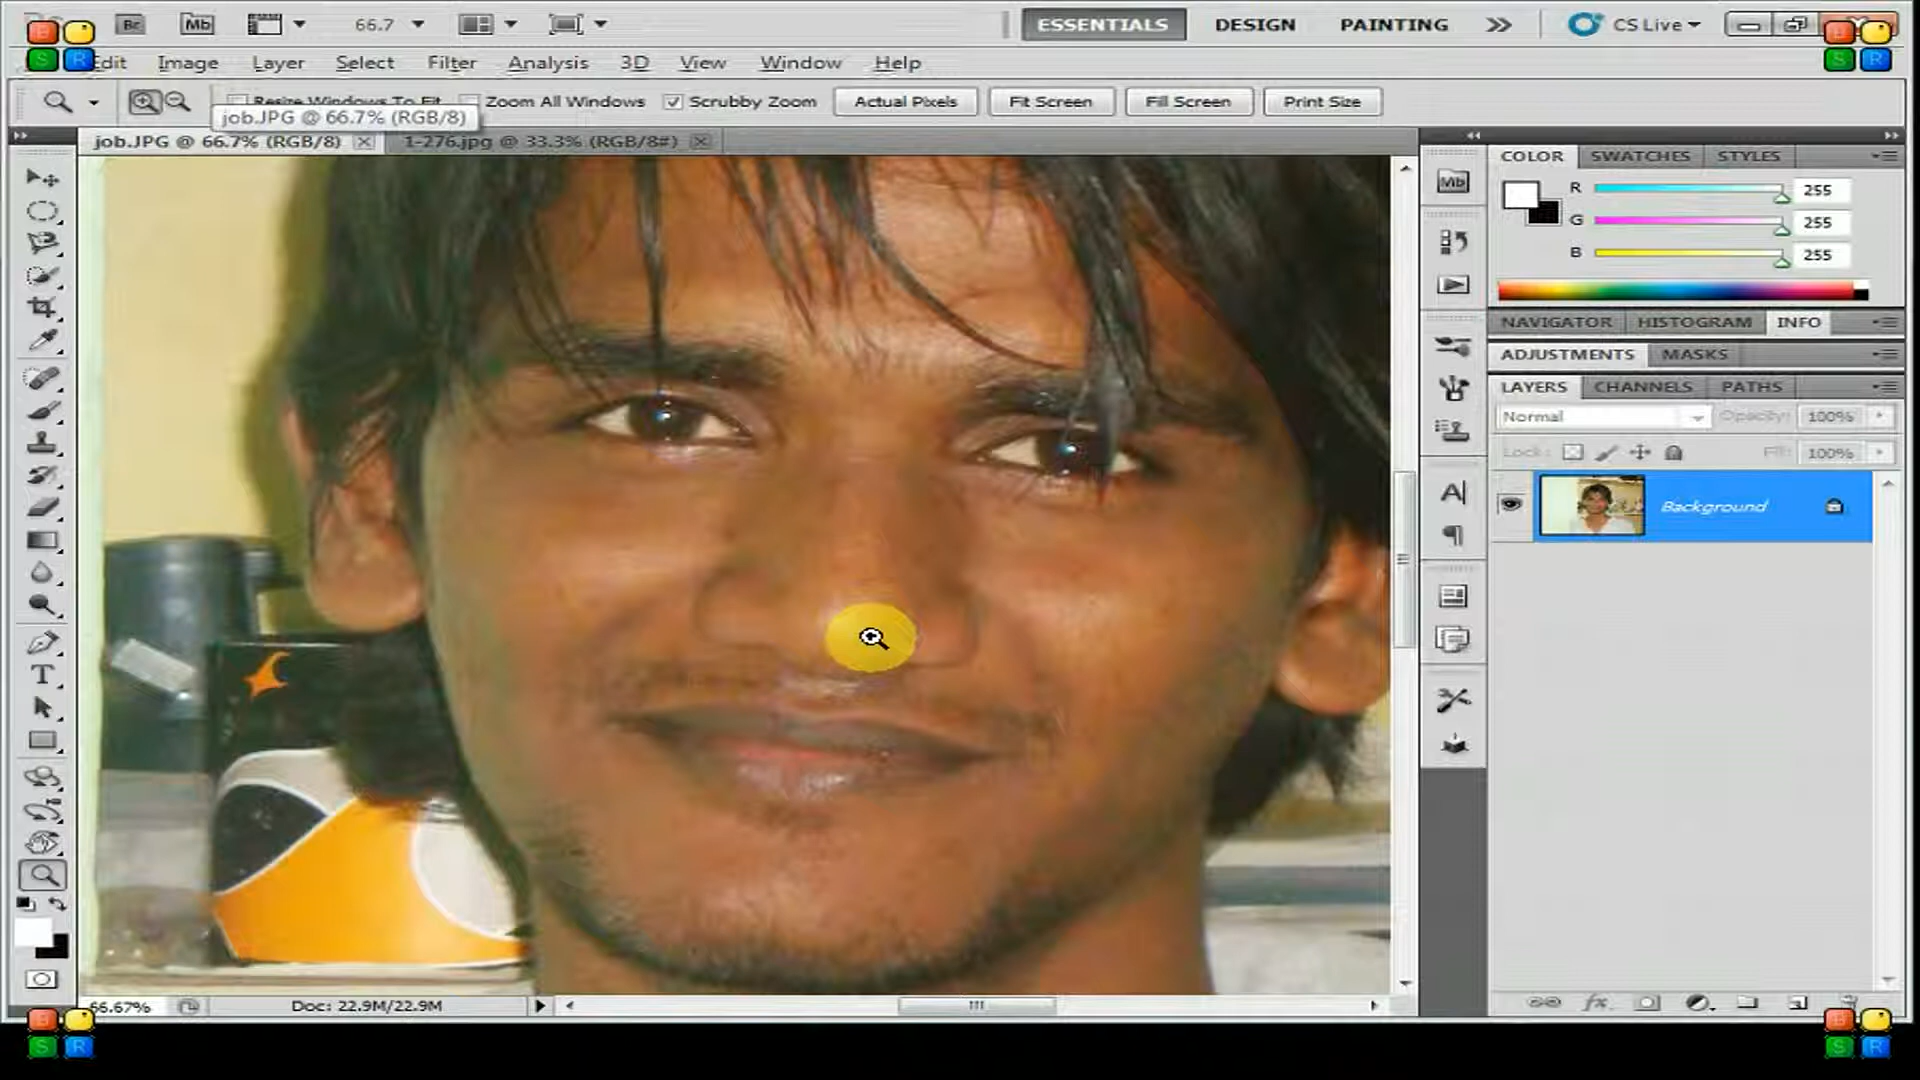 Br Mb 66.7 ESSENTIALS DESIGN PAINTING CS Live
Edit Image Layer Select Filter Analysis 3D View Window Help
Resize Windows To Fit Zoom All Windows Scrubby Zoom Actual Pixels Fit Screen Fill Screen Print Size
job.JPG @ 66.7% (RGB/8)
job.JPG @ 66.7% (RGB/8) 1-276.jpg @ 33.3% (RGB/8#)
Mb
COLOR SWATCHES STYLES
R 255
G 255
B 255
NAVIGATOR HISTOGRAM INFO
ADJUSTMENTS MASKS
LAYERS CHANNELS PATHS
Normal Opacity: 100%
Lock: Fill: 100%
Background
66.67% Doc: 22.9M/22.9M
B
S R
B
S R
B
S R
B
S R